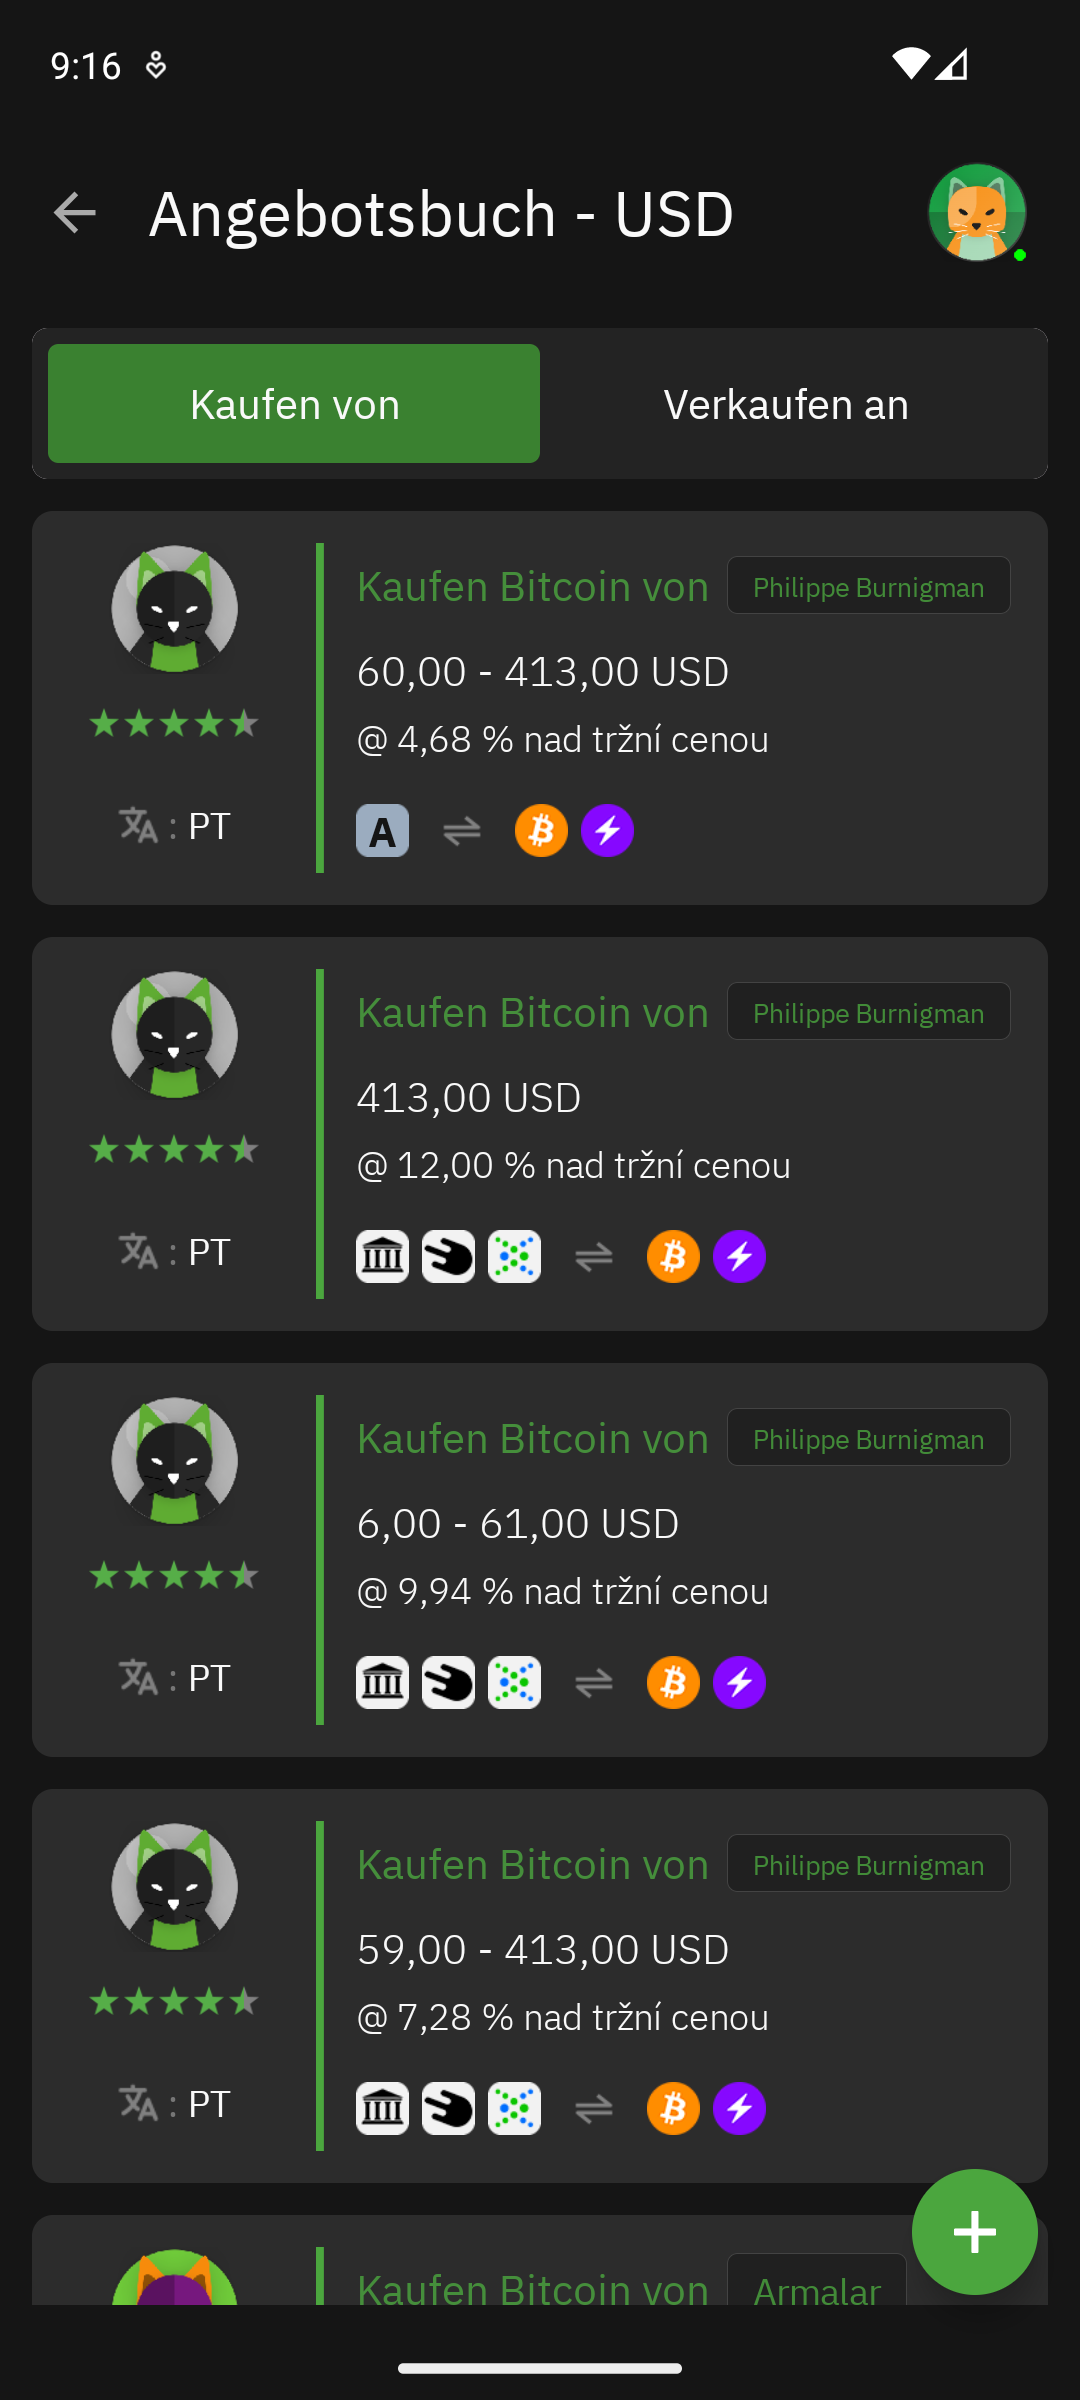 9:16
Angebotsbuch - USD
Kaufen von
Verkaufen an
Kaufen Bitcoin von Philippe Burnigman
60,00 - 413,00 USD
@ 4,68 % nad tržní cenou
: PT
A
Kaufen Bitcoin von Philippe Burnigman
413,00 USD
@ 12,00 % nad tržní cenou
: PT
Kaufen Bitcoin von Philippe Burnigman
6,00 - 61,00 USD
@ 9,94 % nad tržní cenou
: PT
Kaufen Bitcoin von Philippe Burnigman
59,00 - 413,00 USD
@ 7,28 % nad tržní cenou
: PT
Kaufen Bitcoin von Armalar